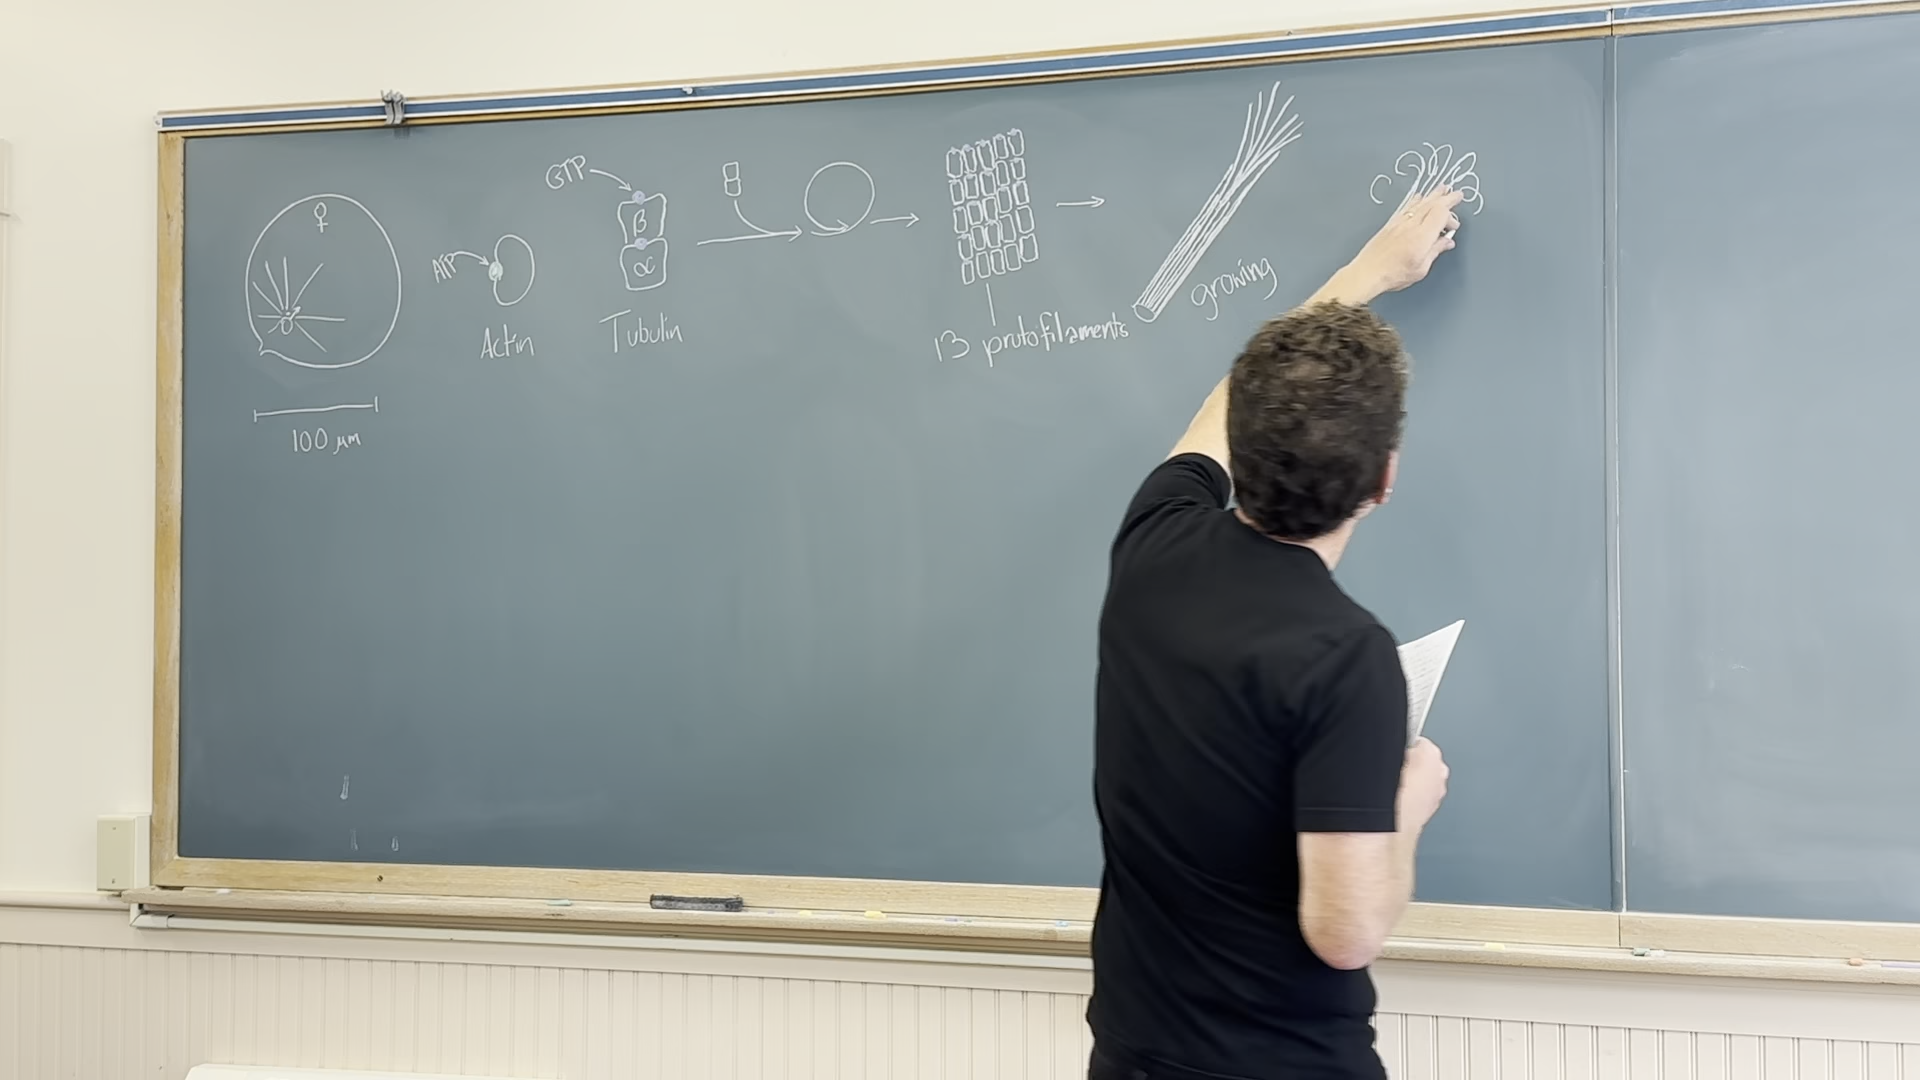 ♀
100 μm
ATP
Actin
GTP
β
α
Tubulin
13 protofilaments
growing